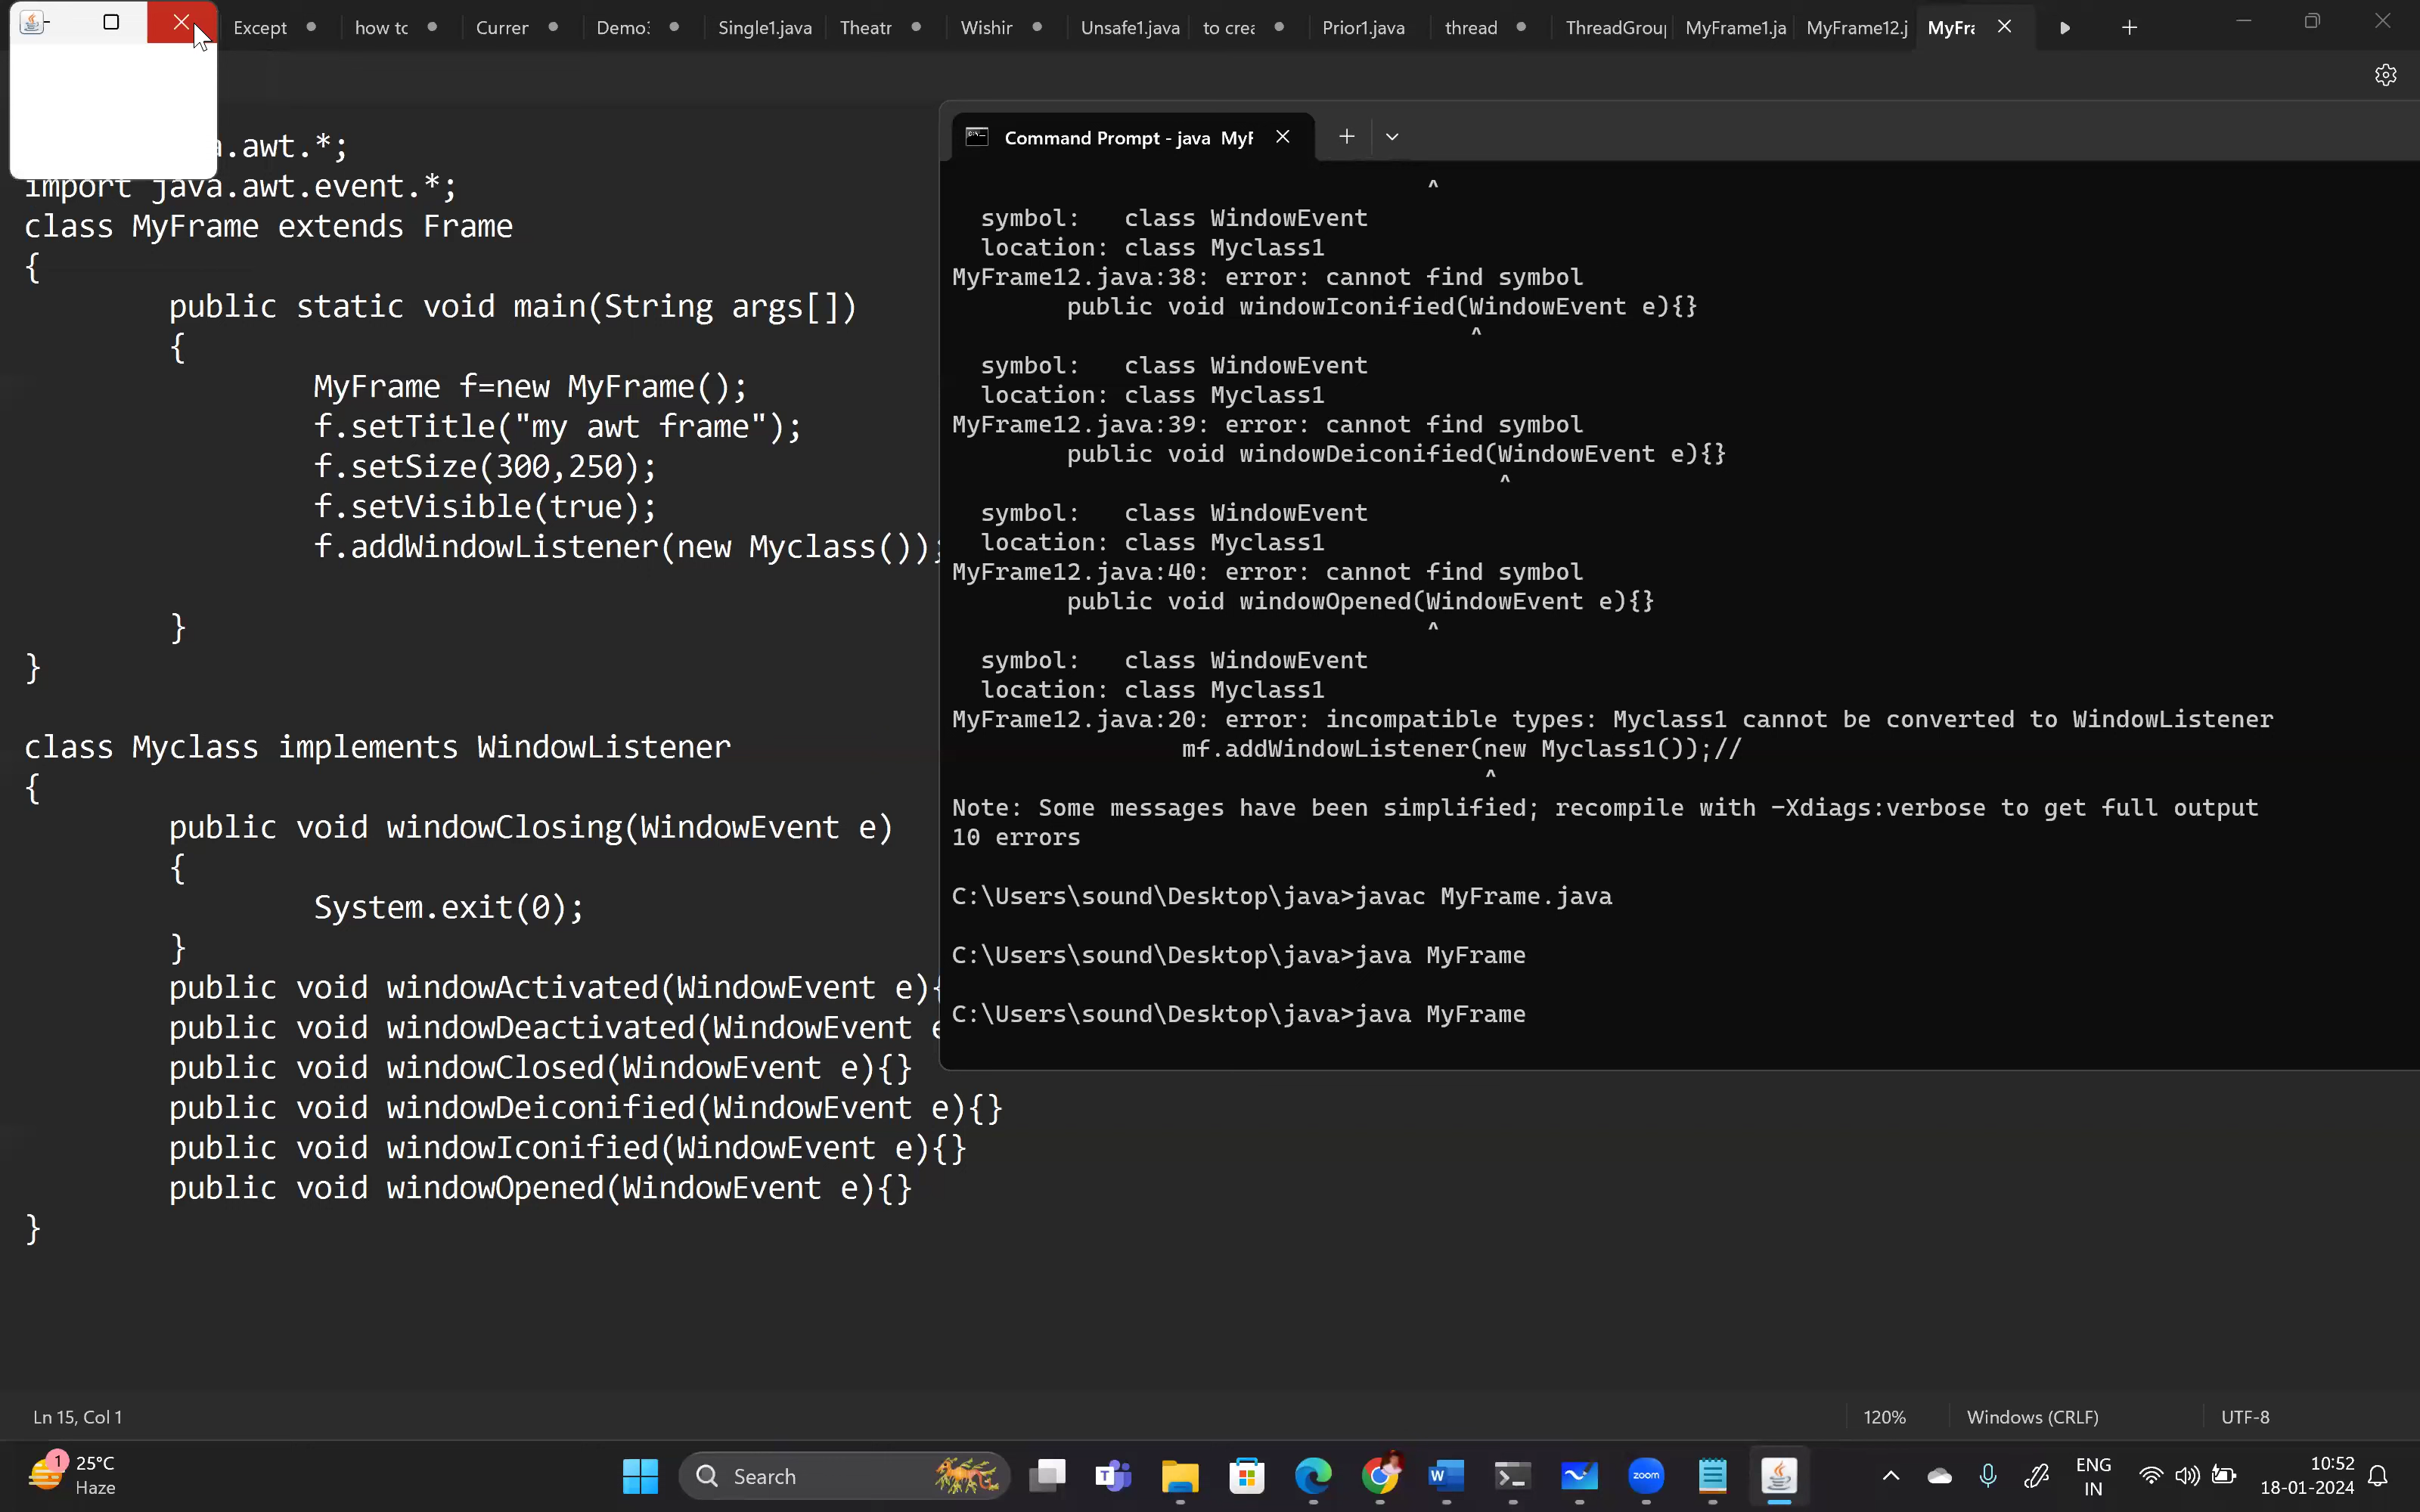 Except
how tc
Currer
Demo
Single1.java
Theatr
Wishir
Unsafe1.java
to crea
Prior1.java
thread
ThreadGrou
MyFrame1.ja
MyFrame12.j
MyFra
.awt.*;
import java.awt.event.*;
class MyFrame extends Frame
{
public static void main(String args[])
{
MyFrame f=new MyFrame();
f.setTitle("my awt frame");
f.setSize(300,250);
f.setVisible(true);
f.addWindowListener(new Myclass());
}
}
class Myclass implements WindowListener
{
public void windowClosing(WindowEvent e)
{
System.exit(0);
}
public void windowActivated(WindowEvent e){
public void windowDeactivated(WindowEvent e
public void windowClosed(WindowEvent e){}
public void windowDeiconified(WindowEvent e){}
public void windowIconified(WindowEvent e){}
public void windowOpened(WindowEvent e){}
}
Command Prompt - java MyF
^
symbol: class WindowEvent
location: class Myclass1
MyFrame12.java:38: error: cannot find symbol
public void windowIconified(WindowEvent e){}
^
symbol: class WindowEvent
location: class Myclass1
MyFrame12.java:39: error: cannot find symbol
public void windowDeiconified(WindowEvent e){}
^
symbol: class WindowEvent
location: class Myclass1
MyFrame12.java:40: error: cannot find symbol
public void windowOpened(WindowEvent e){}
^
symbol: class WindowEvent
location: class Myclass1
MyFrame12.java:20: error: incompatible types: Myclass1 cannot be converted to WindowListener
mf.addWindowListener(new Myclass1());//
^
Note: Some messages have been simplified; recompile with -Xdiags:verbose to get full output
10 errors
C:\Users\sound\Desktop\java>javac MyFrame.java
C:\Users\sound\Desktop\java>java MyFrame
C:\Users\sound\Desktop\java>java MyFrame
Ln 15, Col 1
120%
Windows (CRLF)
UTF-8
1
25°C
Haze
Search
T
W
zoom
ENG
IN
10:52
18-01-2024